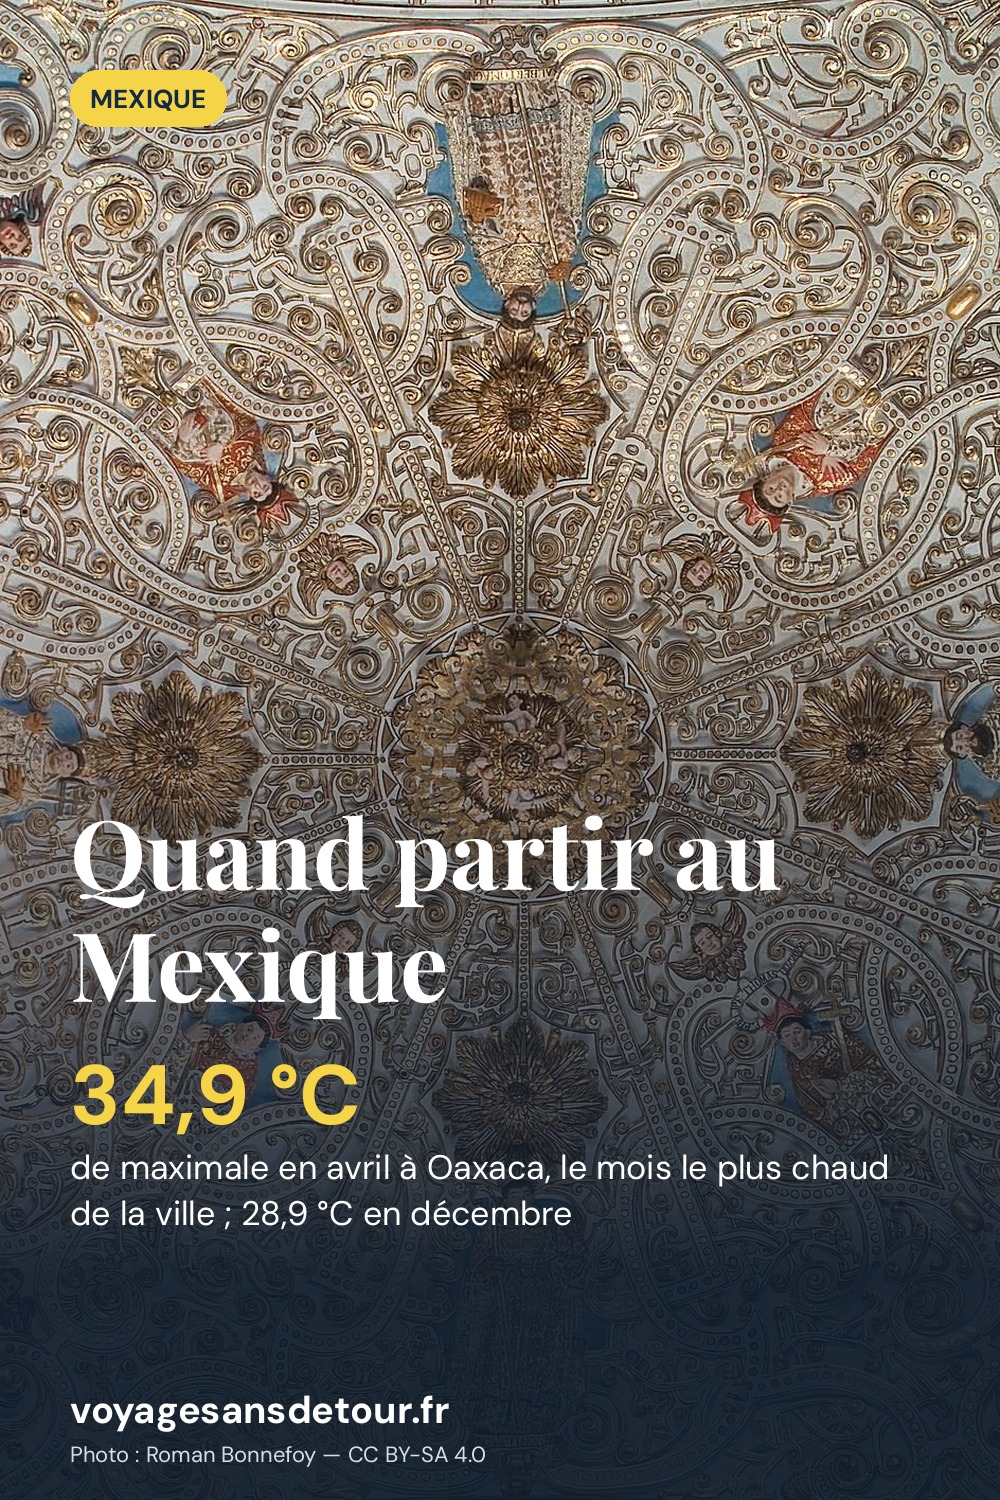 MEXIQUE
Quand partir au
Mexique
34,9 °C
de maximale en avril à Oaxaca, le mois le plus chaud
de la ville ; 28,9 °C en décembre
voyagesansdetour.fr
Photo : Roman Bonnefoy — CC BY-SA 4.0